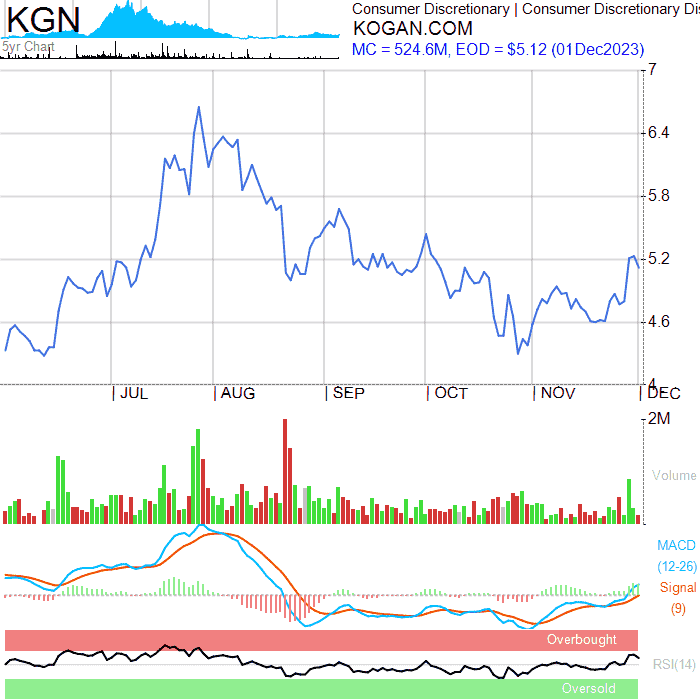 KGN
5yr Chart
Consumer Discretionary | Consumer Discretionary Dis
KOGAN.COM
MC = 524.6M, EOD = $5.12 (01Dec2023)
7
6.4
5.8
5.2
4.6
4
JUL AUG SEP OCT NOV DEC
2M
Volume
MACD
(12-26)
Signal
(9)
Overbought
RSI(14)
Oversold